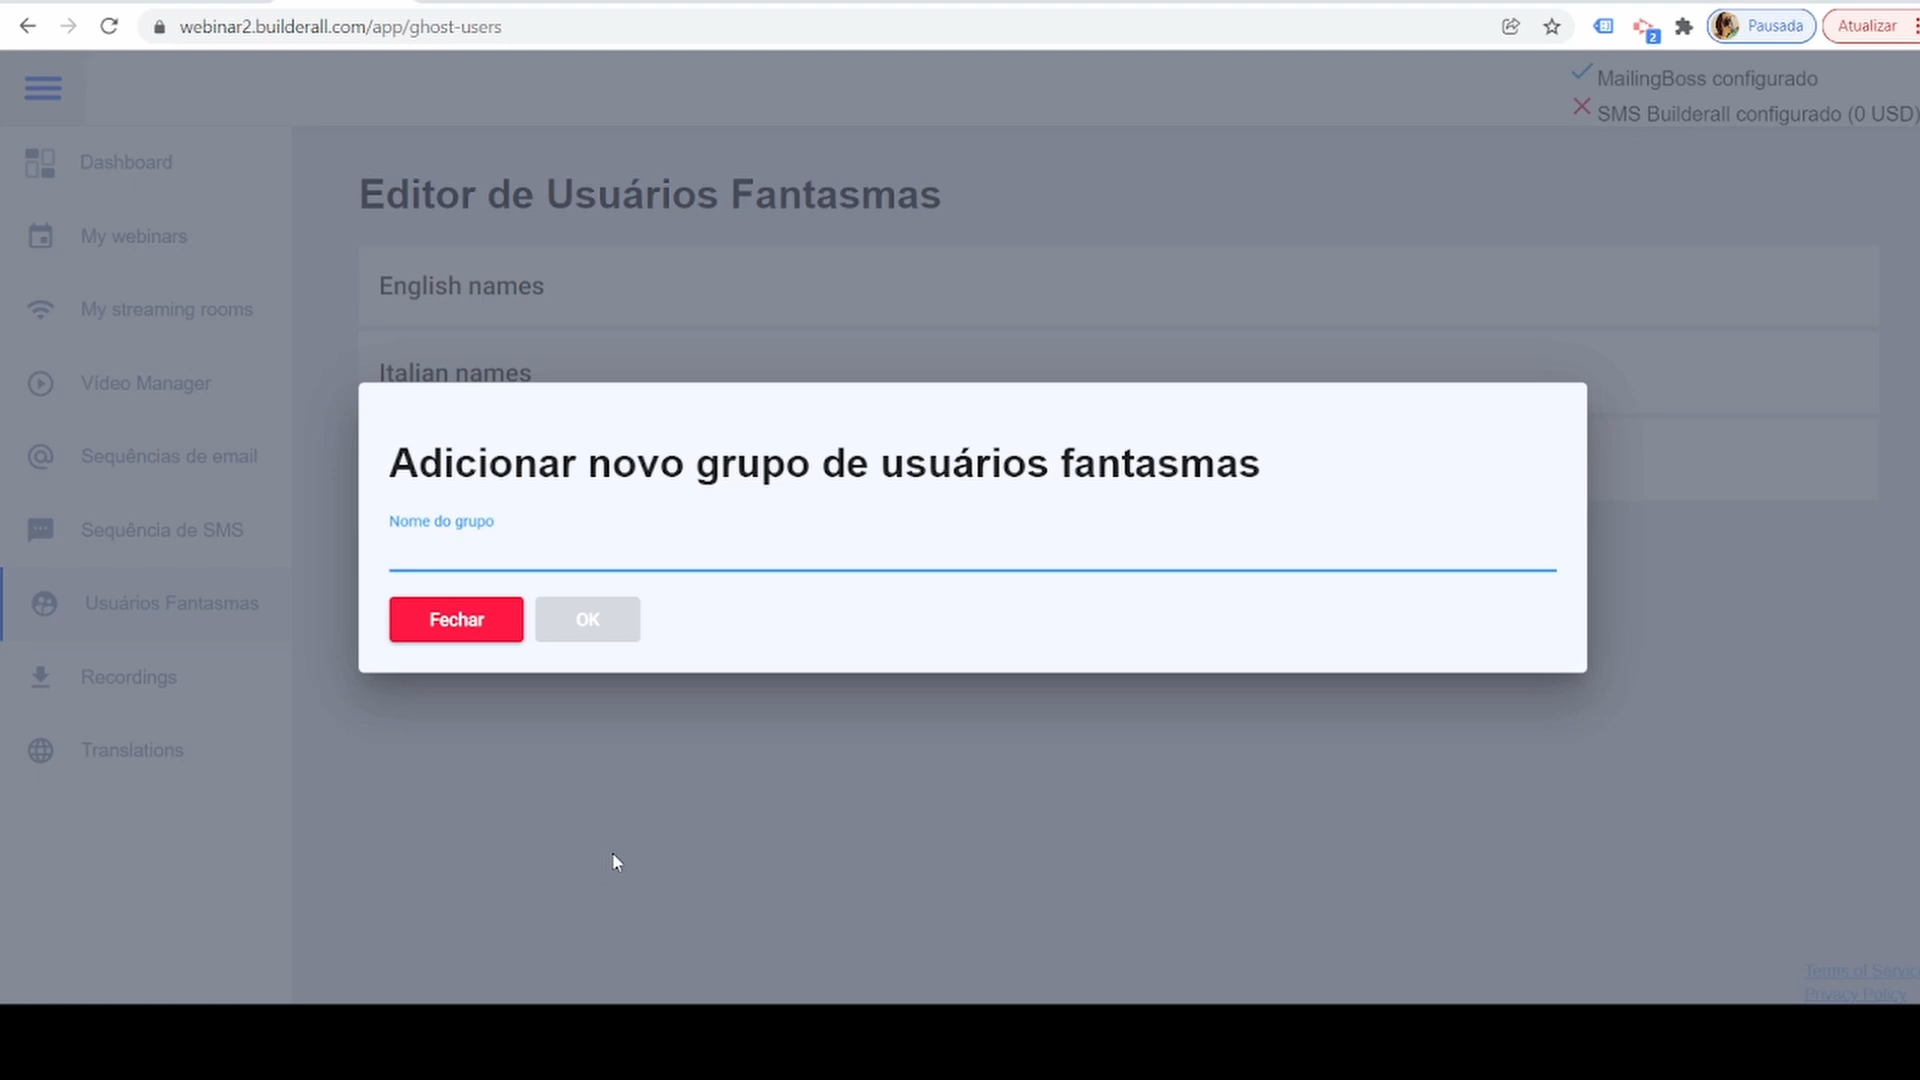 webinar2.builderall.com/app/ghost-users
2
Pausada
Atualizar
MailingBoss configurado
SMS Builderall configurado (0 USD)
Dashboard
My webinars
My streaming rooms
Vídeo Manager
Sequências de email
Sequência de SMS
Usuários Fantasmas
Recordings
Translations
Editor de Usuários Fantasmas
English names
Italian names
Adicionar novo grupo de usuários fantasmas
Nome do grupo
Fechar
OK
Terms of Servic
Privacy Policy